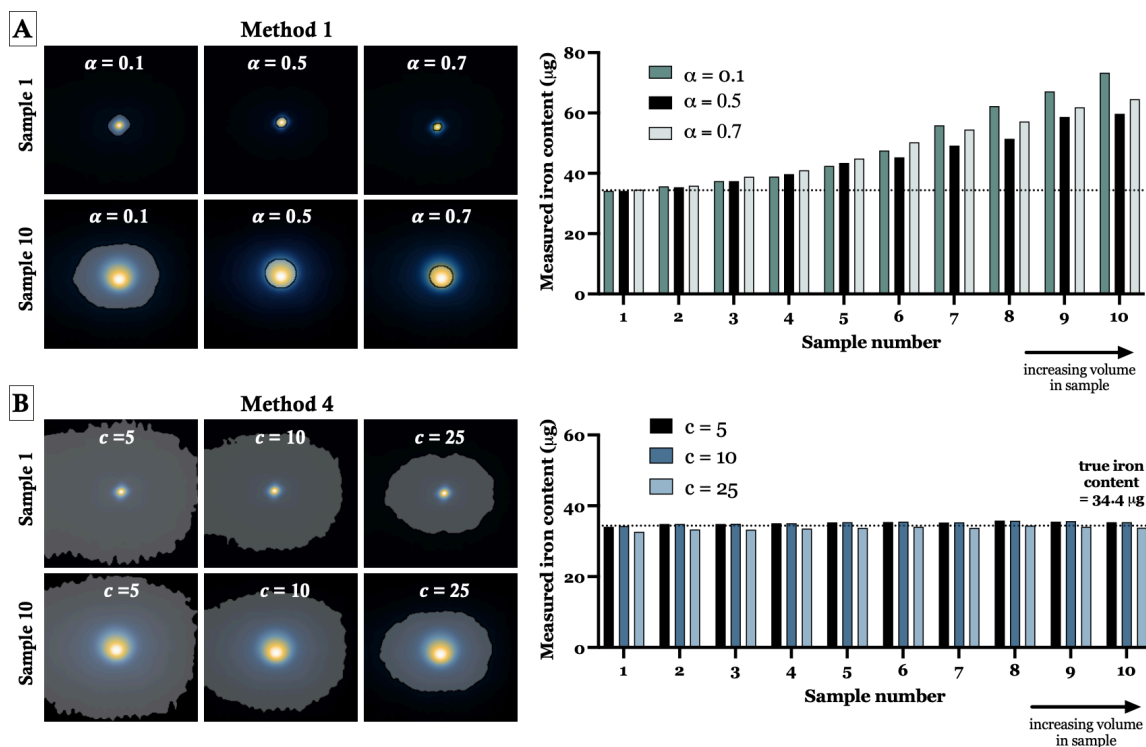 A
Method 1
Sample 1
α = 0.1
α = 0.5
α = 0.7
Sample 10
α = 0.1
α = 0.5
α = 0.7
Measured iron content (µg)
80
60
40
20
0
α = 0.1
α = 0.5
α = 0.7
1 2 3 4 5 6 7 8 9 10
Sample number
increasing volume
in sample
B
Method 4
Sample 1
c =5
c = 10
c = 25
Sample 10
c =5
c = 10
c = 25
Measured iron content (µg)
60
40
20
0
c = 5
c = 10
c = 25
true iron
content
= 34.4 µg
1 2 3 4 5 6 7 8 9 10
Sample number
increasing volume
in sample